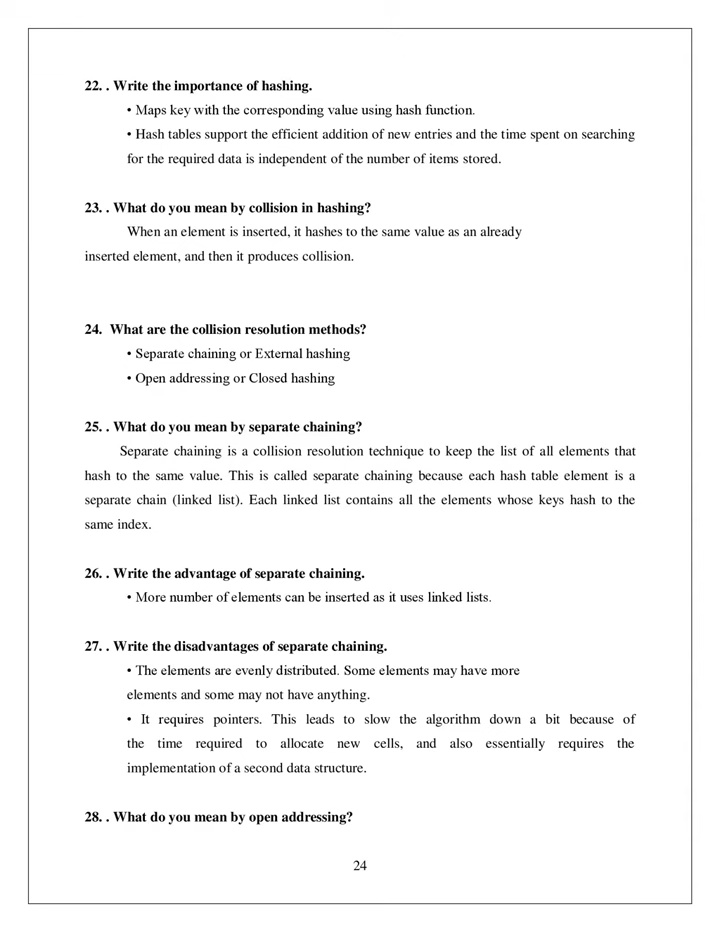 22. . Write the importance of hashing.
• Maps key with the corresponding value using hash function.
• Hash tables support the efficient addition of new entries and the time spent on searching
for the required data is independent of the number of items stored.
23. . What do you mean by collision in hashing?
When an element is inserted, it hashes to the same value as an already
inserted element, and then it produces collision.
24. What are the collision resolution methods?
• Separate chaining or External hashing
• Open addressing or Closed hashing
25. . What do you mean by separate chaining?
Separate chaining is a collision resolution technique to keep the list of all elements that
hash to the same value. This is called separate chaining because each hash table element is a
separate chain (linked list). Each linked list contains all the elements whose keys hash to the
same index.
26. . Write the advantage of separate chaining.
• More number of elements can be inserted as it uses linked lists.
27. . Write the disadvantages of separate chaining.
• The elements are evenly distributed. Some elements may have more
elements and some may not have anything.
• It requires pointers. This leads to slow the algorithm down a bit because of
the time required to allocate new cells, and also essentially requires the
implementation of a second data structure.
28. . What do you mean by open addressing?
24